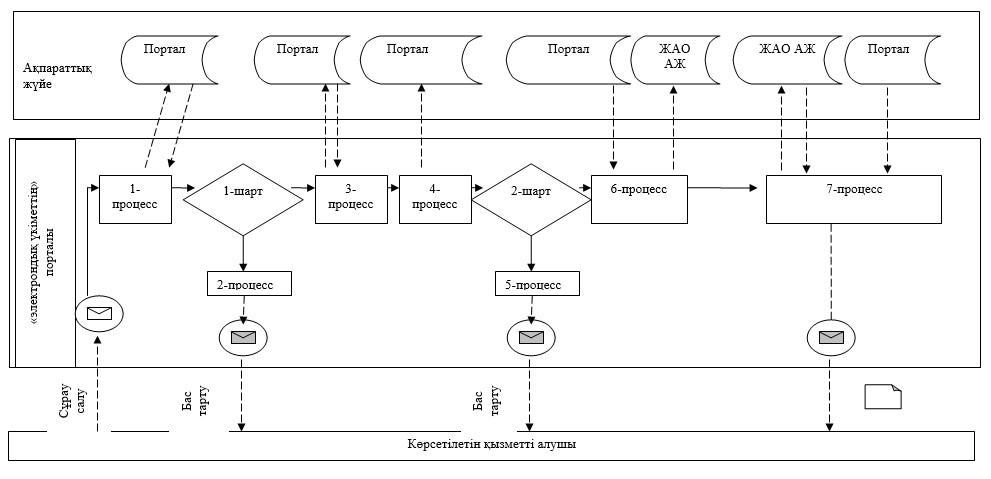 Портал
Портал
Портал
Портал
ЖАО
АЖ
ЖАО АЖ
Портал
Ақпараттық
жүйе
«электрондық үкіметтің»
порталы
1-
процесс
1-шарт
3-
процесс
4-
процесс
2-шарт
6-процесс
7-процесс
2-процесс
5-процесс
Сұрау
салу
Бас
тарту
Бас
тарту
Көрсетілетін қызметті алушы